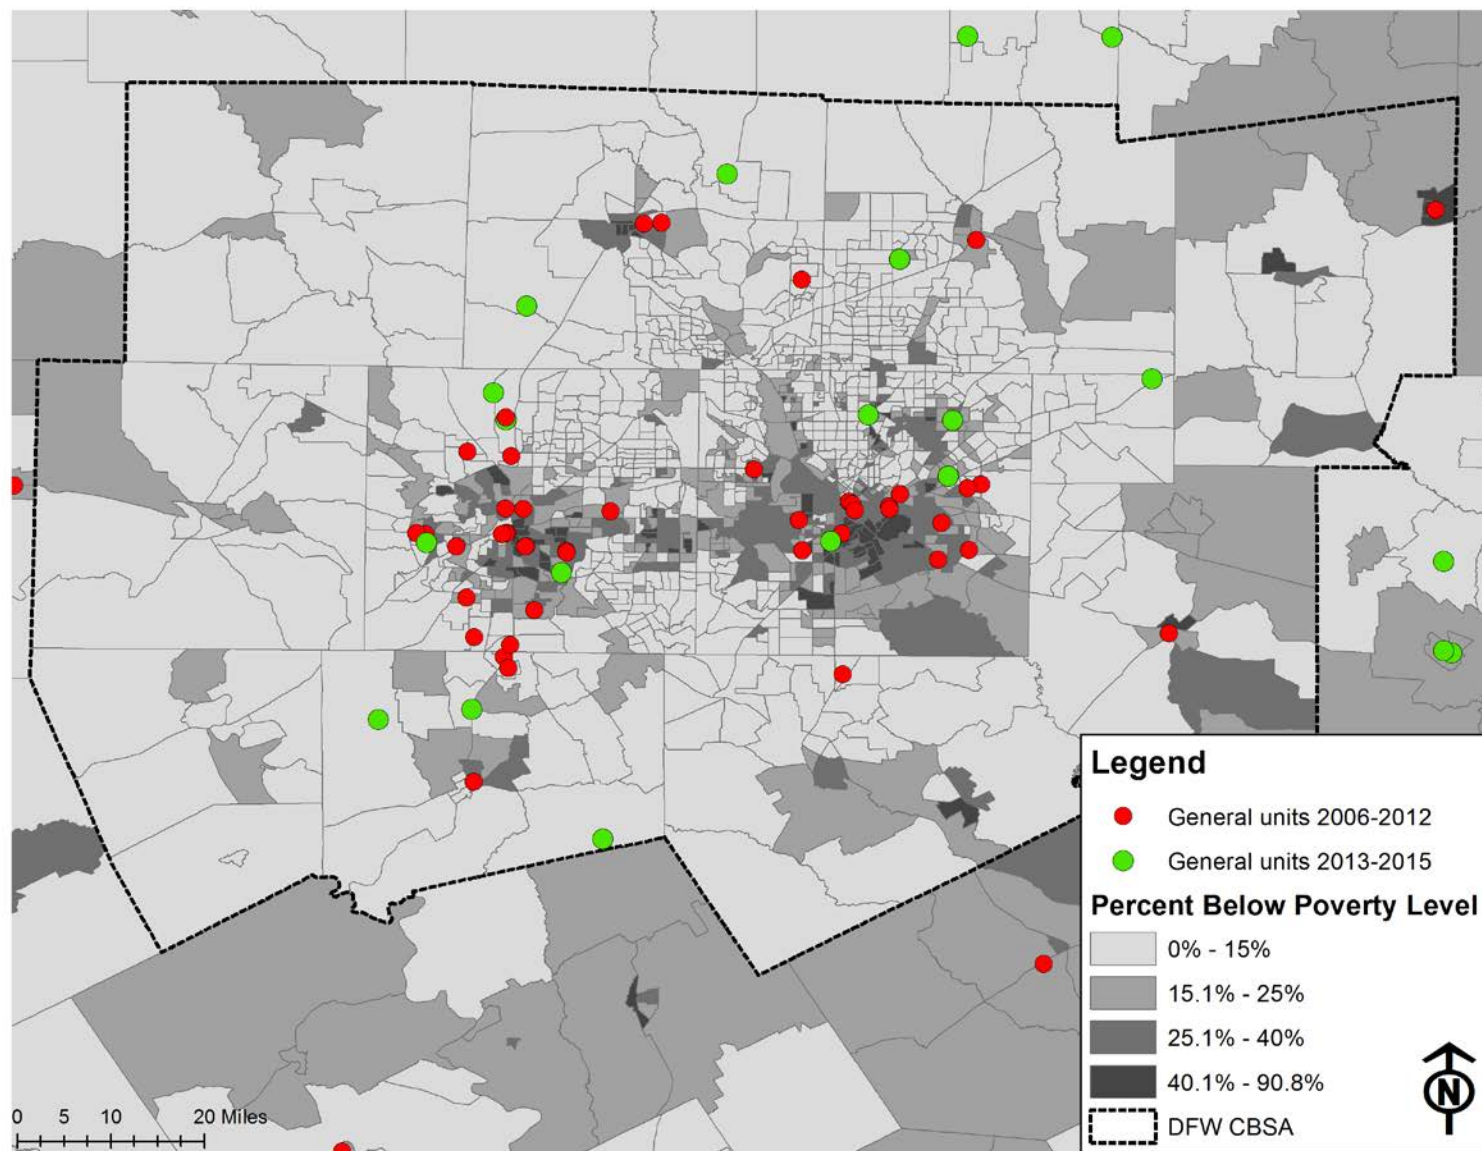 Legend
General units 2006-2012
General units 2013-2015
Percent Below Poverty Level
0% - 15%
15.1% - 25%
25.1% - 40%
40.1% - 90.8%
DFW CBSA
N
0 5 10 20 Miles